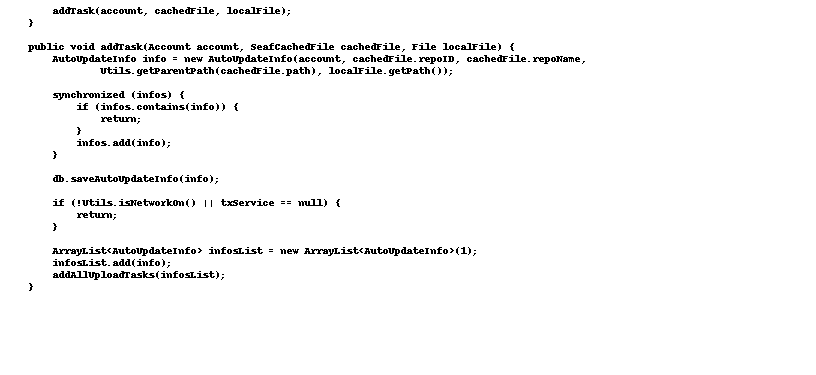 addTask(account, cachedFile, localFile);
}
public void addTask(Account account, SeafCachedFile cachedFile, File localFile) {
AutoUpdateInfo info = new AutoUpdateInfo(account, cachedFile.repoID, cachedFile.repoName,
Utils.getParentPath(cachedFile.path), localFile.getPath());
synchronized (infos) {
if (infos.contains(info)) {
return;
}
infos.add(info);
}
db.saveAutoUpdateInfo(info);
if (!Utils.isNetworkOn() || txService == null) {
return;
}
ArrayList<AutoUpdateInfo> infosList = new ArrayList<AutoUpdateInfo>(1);
infosList.add(info);
addAllUploadTasks(infosList);
}